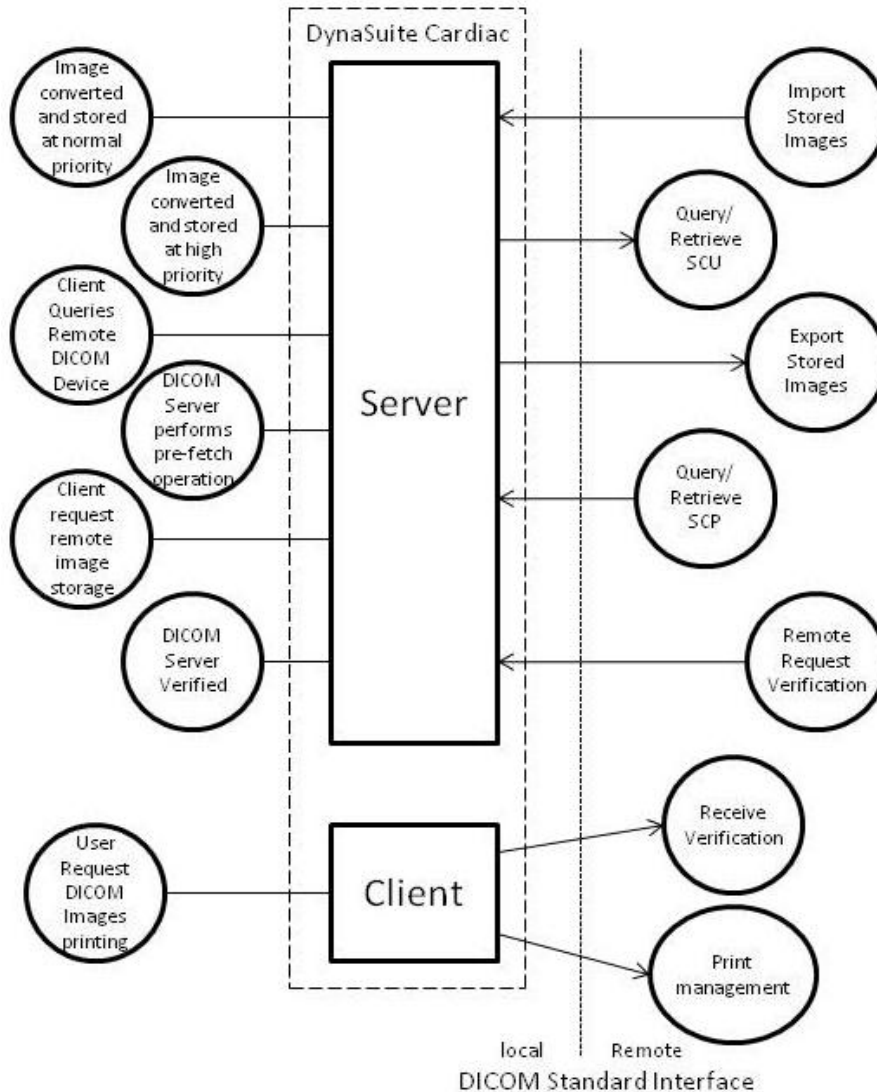 DynaSuite Cardiac
Image
converted
and stored
at normal
priority
Image
converted
and stored
at high
priority
Client
Queries
Remote
DICOM
Device
DICOM
Server
performs
pre-fetch
operation
Client
request
remote
image
storage
DICOM
Server
Verified
Server
Import
Stored
Images
Query/
Retrieve
SCU
Export
Stored
Images
Query/
Retrieve
SCP
Remote
Request
Verification
User
Request
DICOM
Images
printing
Client
Receive
Verification
Print
management
local
Remote
DICOM Standard Interface